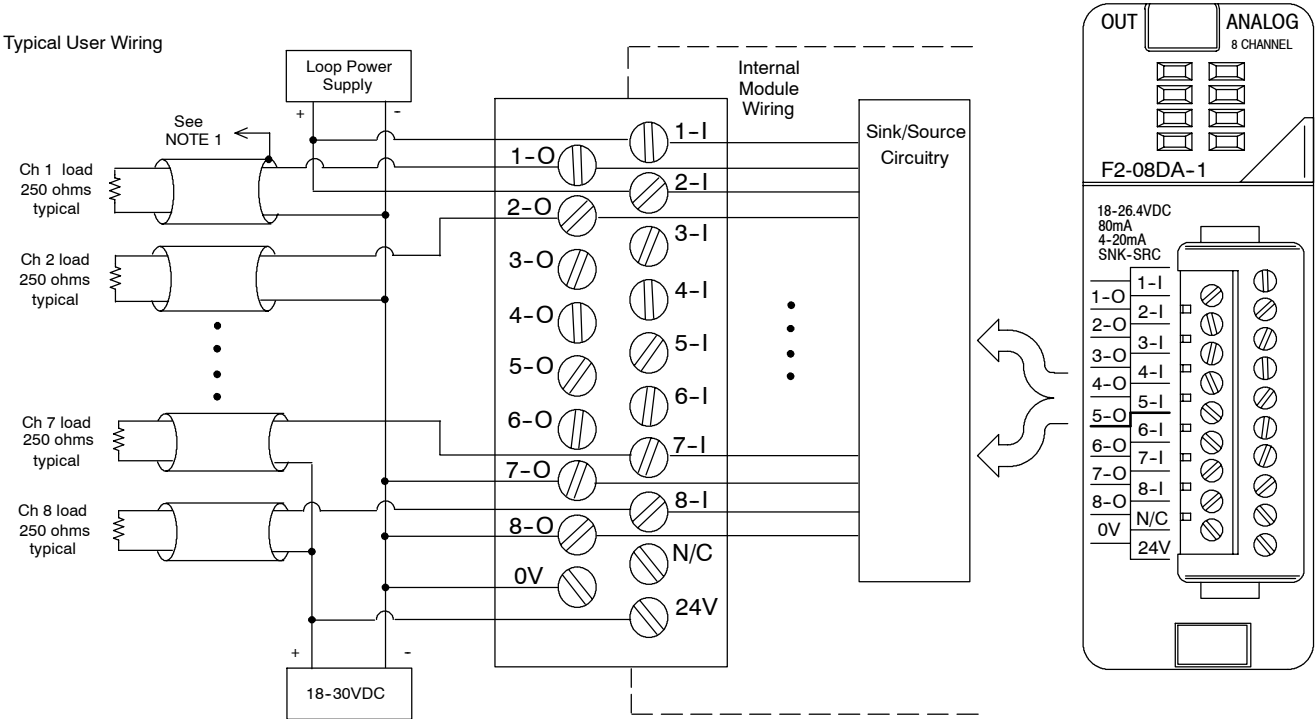 Typical User Wiring
Loop Power
Supply
+
-
See
NOTE 1
Ch 1 load
250 ohms
typical
Ch 2 load
250 ohms
typical
Ch 7 load
250 ohms
typical
Ch 8 load
250 ohms
typical
+
-
18-30VDC
1-I
1-O
2-I
2-O
3-I
3-O
4-I
4-O
5-I
5-O
6-I
6-O
7-I
7-O
8-I
8-O
N/C
0V
24V
Internal
Module
Wiring
Sink/Source
Circuitry
OUT
ANALOG
8 CHANNEL
F2-08DA-1
18-26.4VDC
80mA
4-20mA
SNK-SRC
1-I
1-O
2-I
2-O
3-I
3-O
4-I
4-O
5-I
5-O
6-I
6-O
7-I
7-O
8-I
8-O
N/C
0V
24V